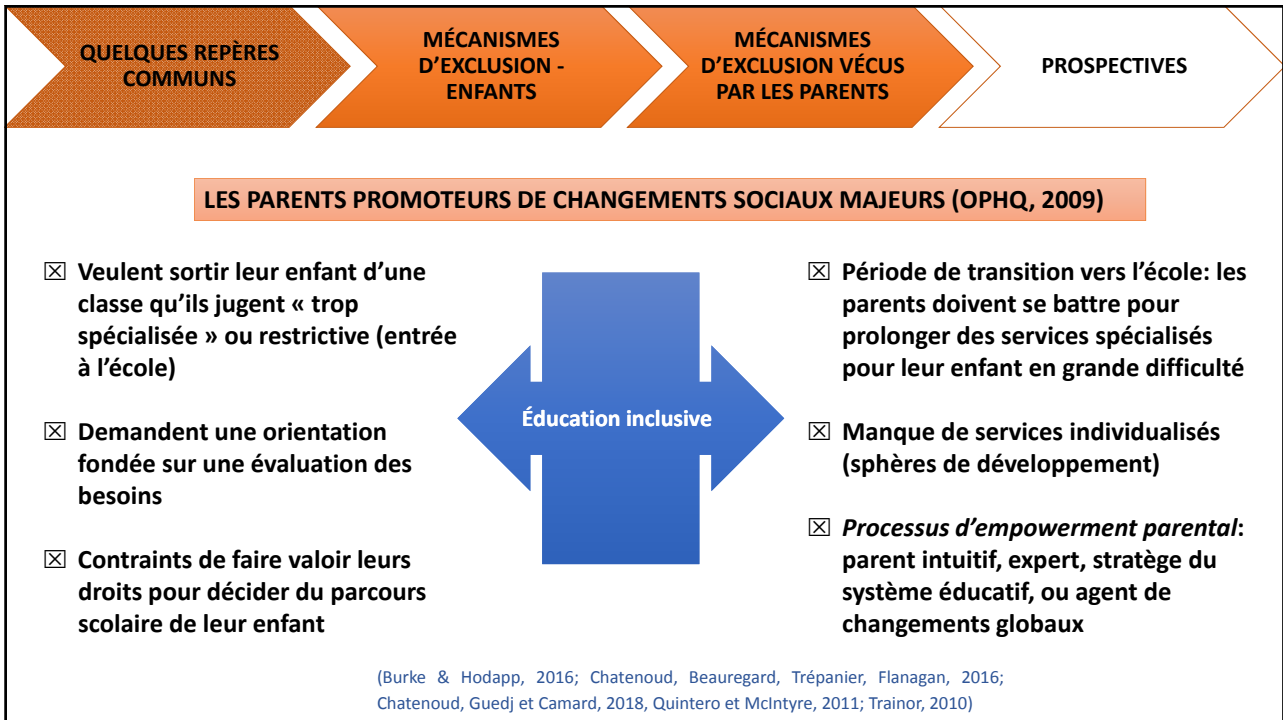 QUELQUES REPÈRES
COMMUNS
MÉCANISMES
D’EXCLUSION -
ENFANTS
MÉCANISMES
D’EXCLUSION VÉCUS
PAR LES PARENTS
PROSPECTIVES
LES PARENTS PROMOTEURS DE CHANGEMENTS SOCIAUX MAJEURS (OPHQ, 2009)
☒ Veulent sortir leur enfant d’une
classe qu’ils jugent « trop
spécialisée » ou restrictive (entrée
à l’école)
☒ Demandent une orientation
fondée sur une évaluation des
besoins
☒ Contraints de faire valoir leurs
droits pour décider du parcours
scolaire de leur enfant
Éducation inclusive
☒ Période de transition vers l’école: les
parents doivent se battre pour
prolonger des services spécialisés
pour leur enfant en grande difficulté
☒ Manque de services individualisés
(sphères de développement)
☒ Processus d’empowerment parental:
parent intuitif, expert, stratège du
système éducatif, ou agent de
changements globaux
(Burke & Hodapp, 2016; Chatenoud, Beauregard, Trépanier, Flanagan, 2016;
Chatenoud, Guedj et Camard, 2018, Quintero et McIntyre, 2011; Trainor, 2010)